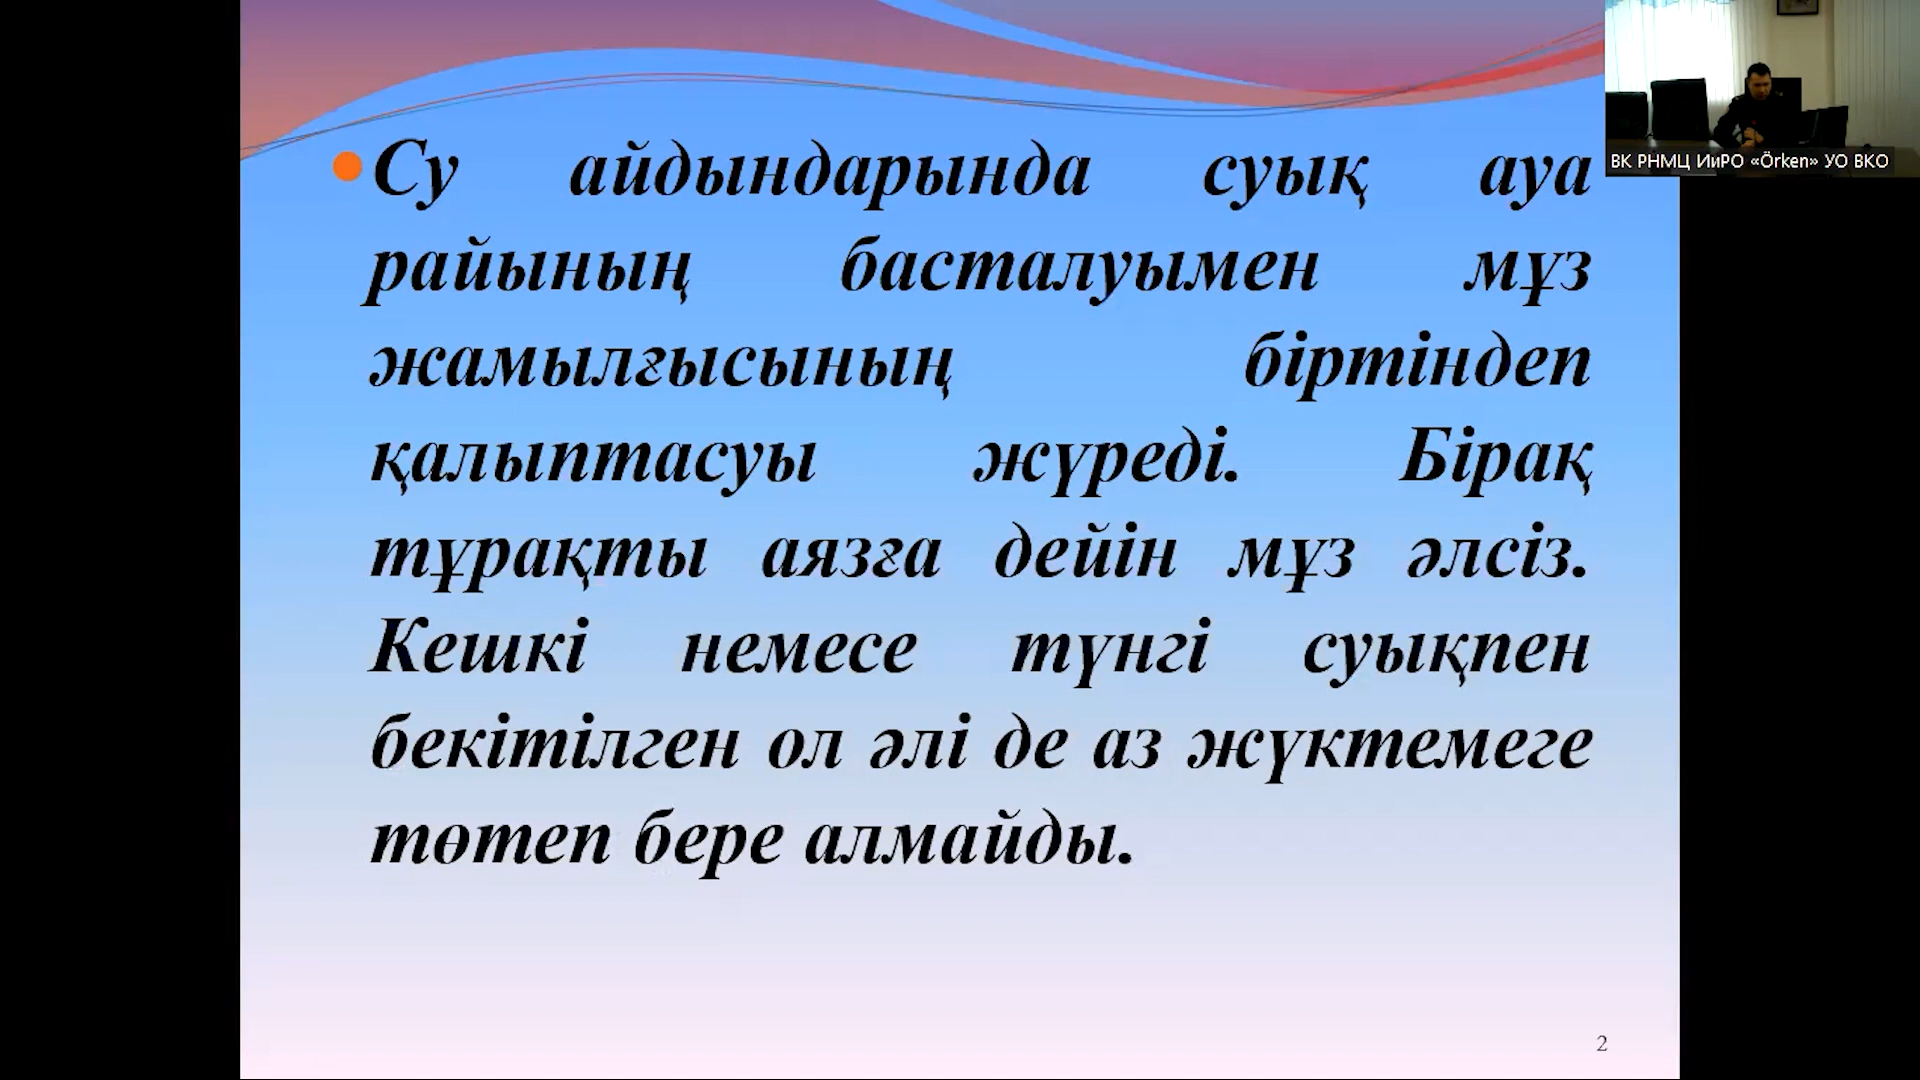 Су айдындарында суық ауа
райының басталуымен мұз
жамылғысының біртіндеп
қалыптасуы жүреді. Бірақ
тұрақты аязға дейін мұз әлсіз.
Кешкі немесе түнгі суықпен
бекітілген ол әлі де аз жүктемеге
төтеп бере алмайды.
2
ВК РНМЦ ИиРО «Örken» УО ВКО